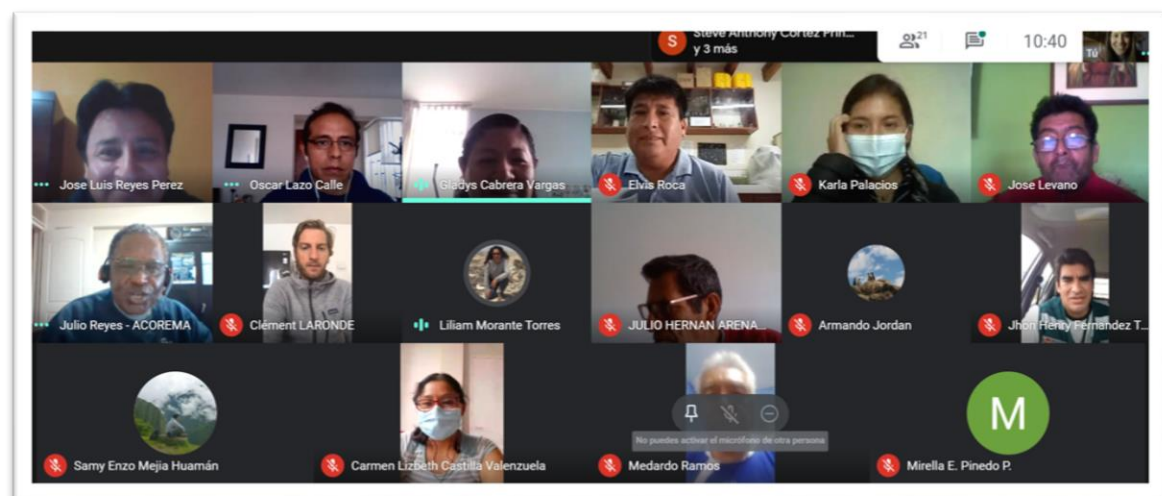 S
Steve Anthony Cortez Prin...
y 3 más
21
10:40
Tú
Jose Luis Reyes Perez
Oscar Lazo Calle
Gladys Cabrera Vargas
Elvis Roca
Karla Palacios
Jose Levano
Julio Reyes - ACOREMA
Clément LARONDE
Liliam Morante Torres
JULIO HERNAN ARENA...
Armando Jordan
Jhon Henry Fernandez T...
No puedes activar el micrófono de otra persona
M
Samy Enzo Mejia Huamán
Carmen Lizbeth Castilla Valenzuela
Medardo Ramos
Mirella E. Pinedo P.